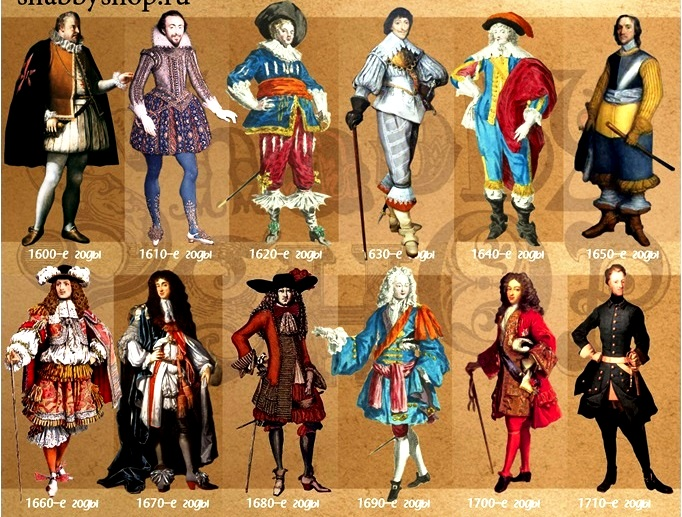 shabbyshop.ru
1600-е годы
1610-е годы
1620-е годы
1630-е годы
1640-е годы
1650-е годы
1660-е годы
1670-е годы
1680-е годы
1690-е годы
1700-е годы
1710-е годы